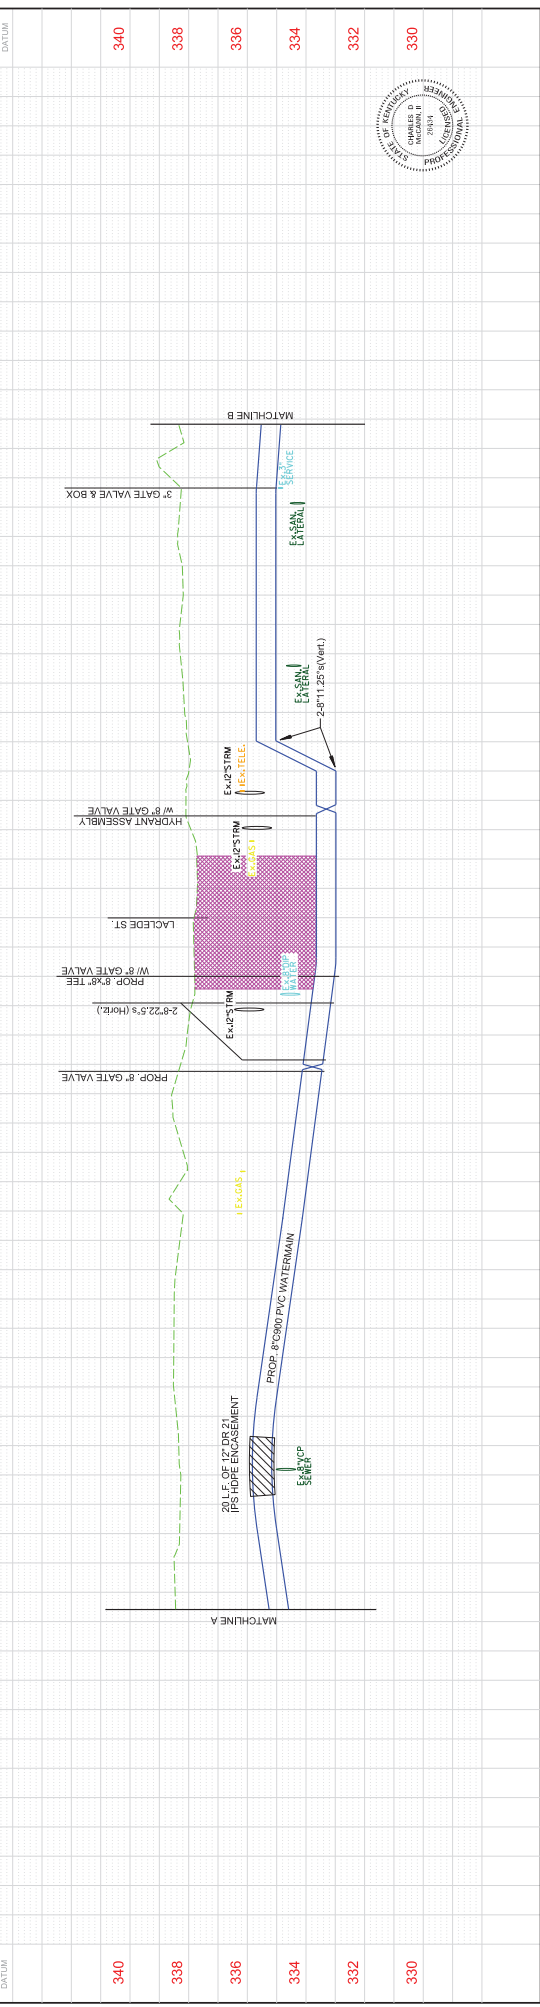 DATUM
340
338
336
334
332
330
STATE OF KENTUCKY
CHARLES D
McCANN, II
26434
LICENSED
PROFESSIONAL ENGINEER
MATCHLINE B
3" GATE VALVE & BOX
Ex.3"
SERVICE
Ex.SAN.
LATERAL
Ex.SAN.
LATERAL
2-8"11.25°s(Vert.)
Ex.12"STRM
Ex.TELE.
HYDRANT ASSEMBLY
W/ 8" GATE VALVE
Ex.12"STRM
Ex.GAS
LACLEDE ST.
PROP. 8"x8" TEE
W/ 8" GATE VALVE
Ex.8"DIP
WATER
Ex.12"STRM
2-8"22.5°s (Horiz.)
PROP. 8" GATE VALVE
Ex.GAS
PROP. 8"C900 PVC WATERMAIN
20 L.F. OF 12" DR 21
IPS HDPE ENCASEMENT
Ex.8"VCP
SEWER
MATCHLINE A
DATUM
340
338
336
334
332
330